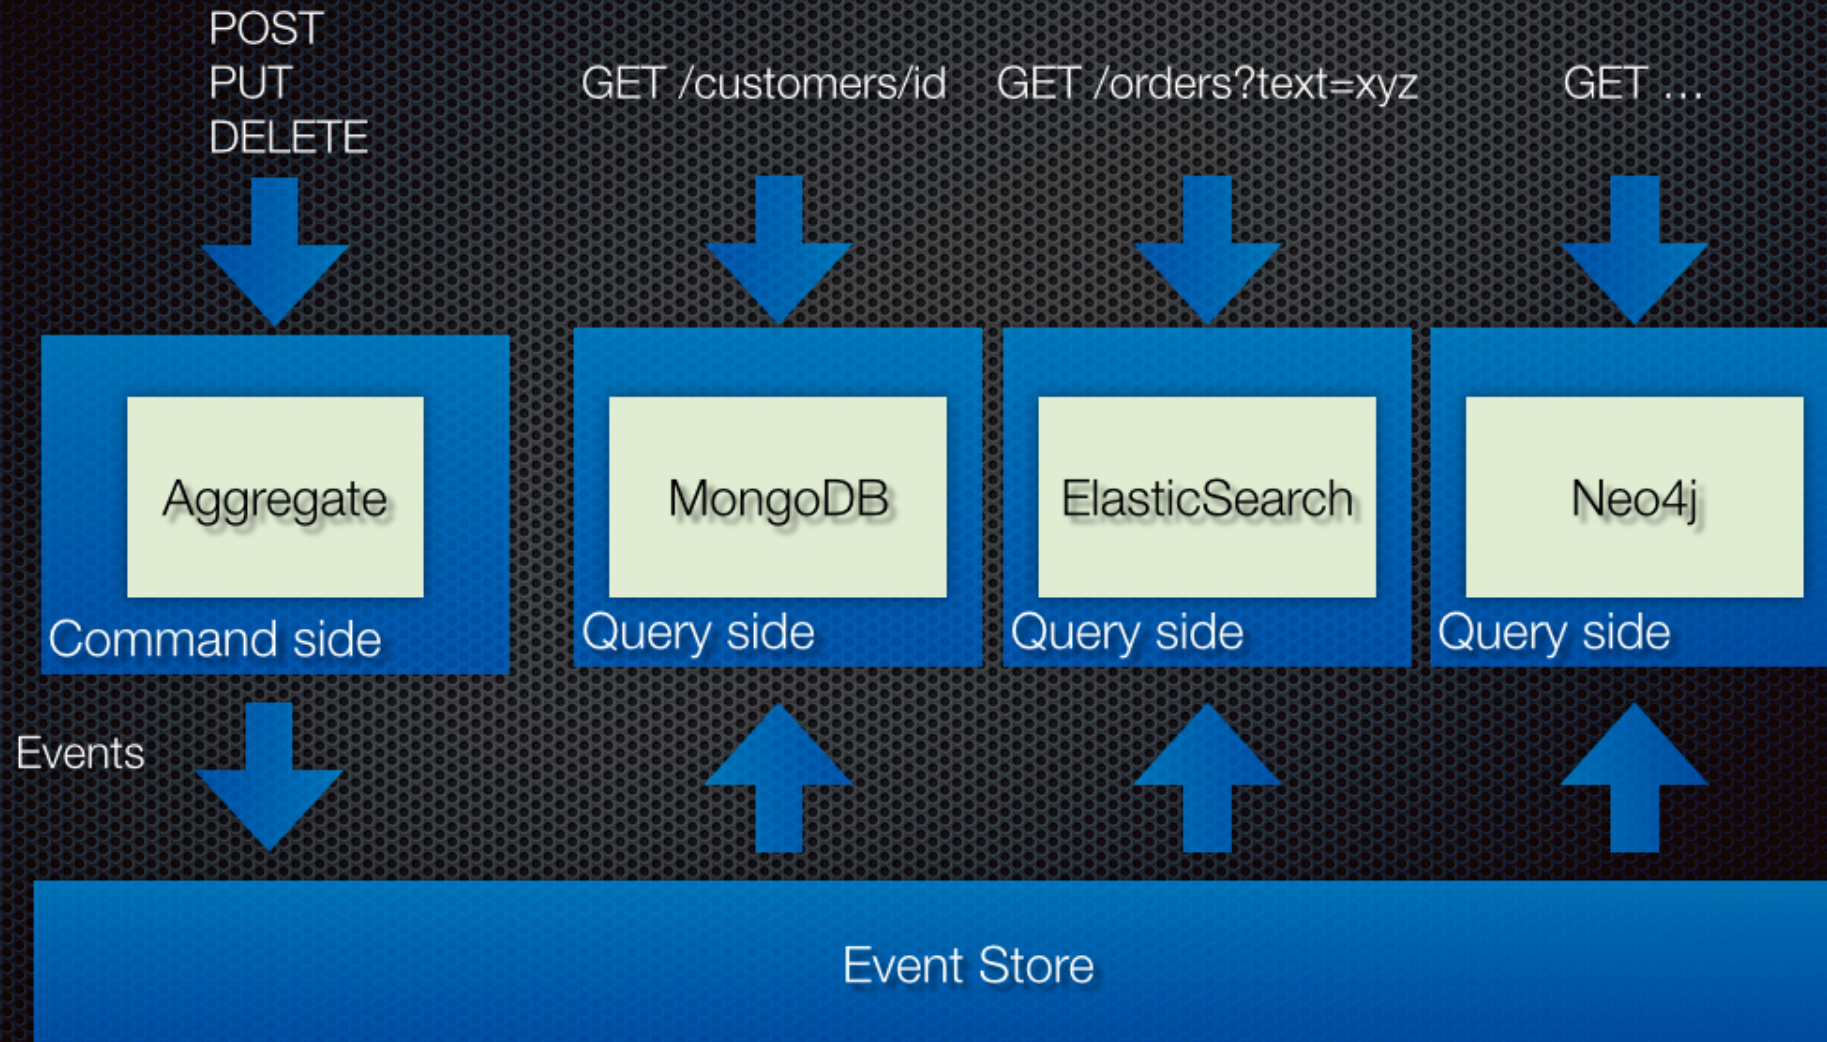 POST
PUT
DELETE
GET /customers/id
GET /orders?text=xyz
GET ...
Aggregate
Command side
MongoDB
Query side
ElasticSearch
Query side
Neo4j
Query side
Events
Event Store